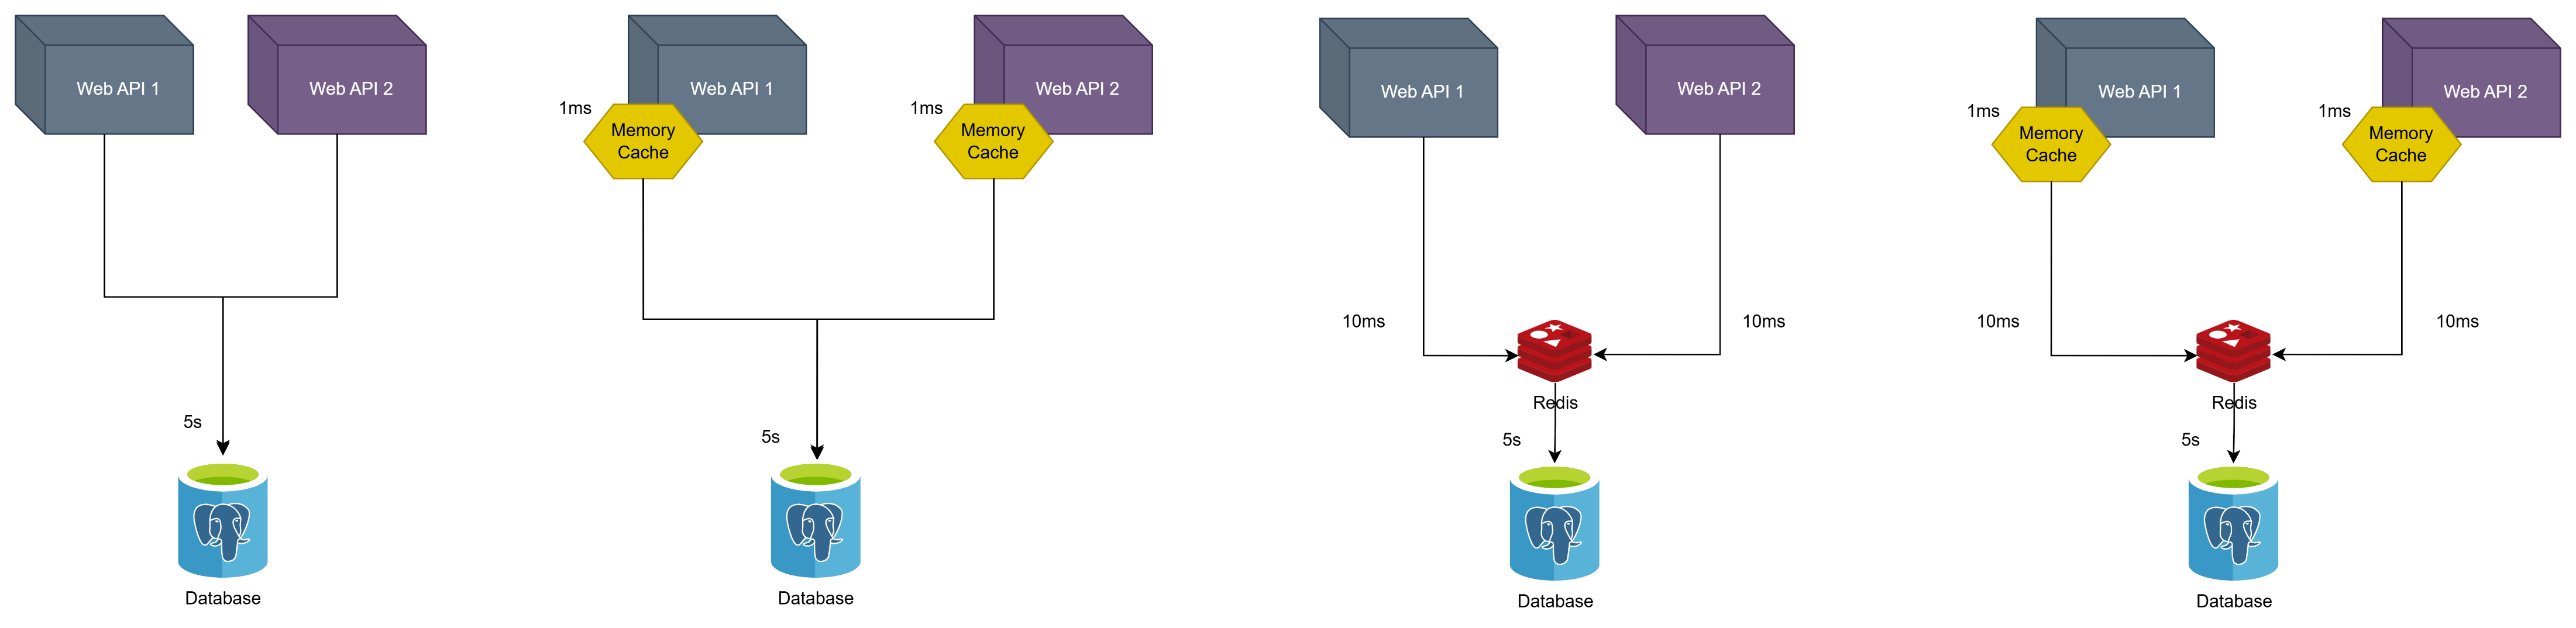 Web API 1
Web API 2
5s
Database
Web API 1
Web API 2
1ms
Memory
Cache
1ms
Memory
Cache
5s
Database
Web API 1
Web API 2
10ms
10ms
Redis
5s
Database
Web API 1
Web API 2
1ms
Memory
Cache
1ms
Memory
Cache
10ms
10ms
Redis
5s
Database